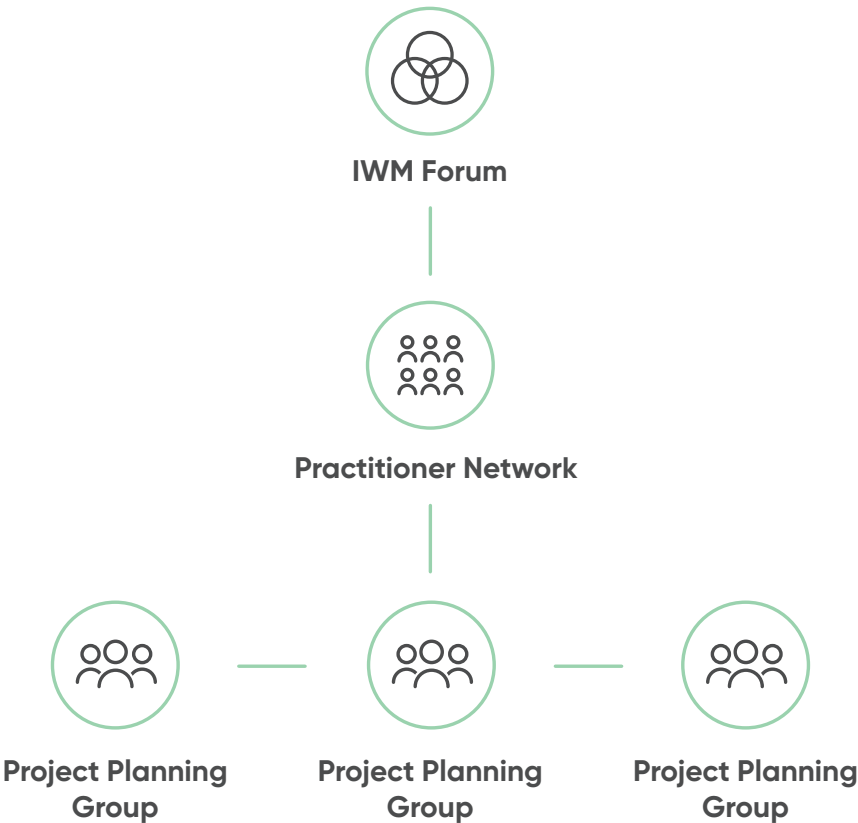 IWM Forum
Practitioner Network
Project Planning
Group
Project Planning
Group
Project Planning
Group